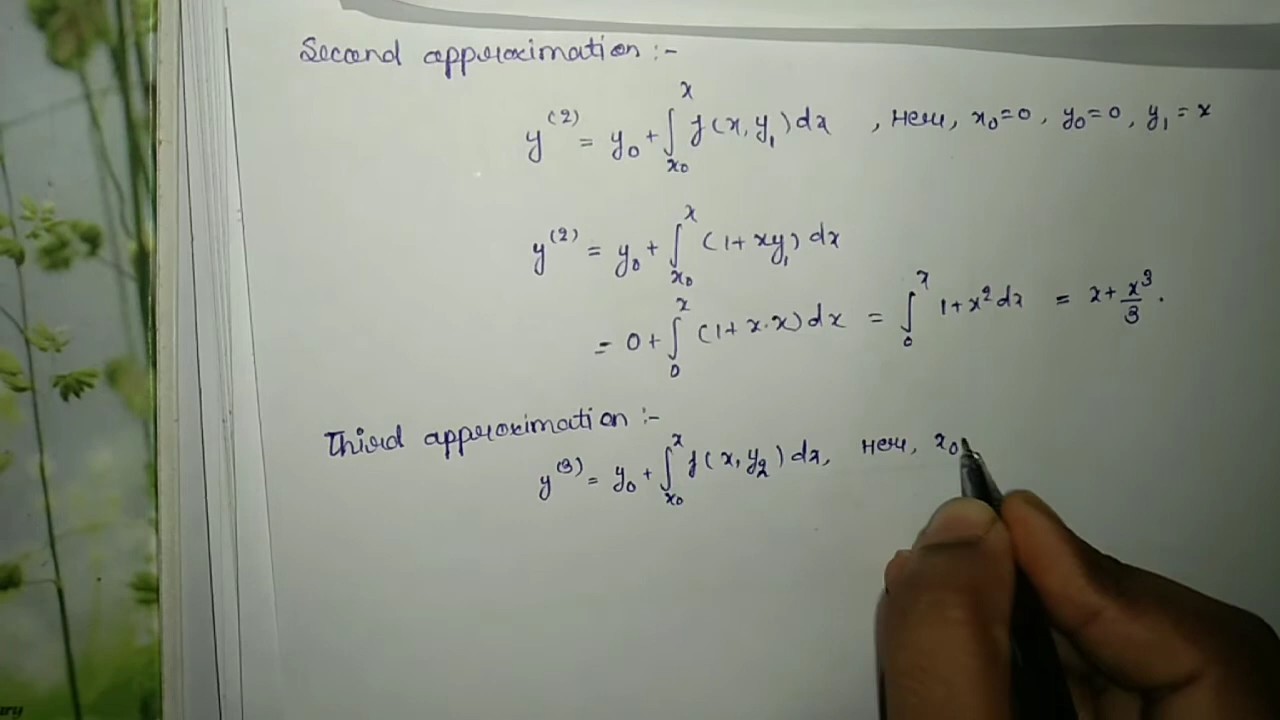 Second approximation :-
y^(2) = y₀ + ∫_{x₀}^{x} f(x, y₁) dx , Here, x₀=0, y₀=0, y₁ = x
y^(2) = y₀ + ∫_{x₀}^{x} (1 + xy₁) dx
= 0 + ∫_{0}^{x} (1 + x.x) dx = ∫_{0}^{x} 1 + x² dx = x + x³/3 .
Third approximation :-
y^(3) = y₀ + ∫_{x₀}^{x} f(x, y₂) dx, Here, x₀